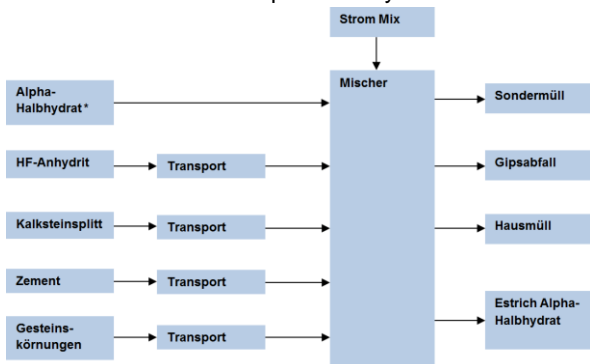 Strom Mix
Mischer
Alpha-
Halbhydrat *
Sondermüll
HF-Anhydrit
Transport
Gipsabfall
Kalksteinsplitt
Transport
Hausmüll
Zement
Transport
Estrich Alpha-
Halbhydrat
Gesteins-
körnungen
Transport